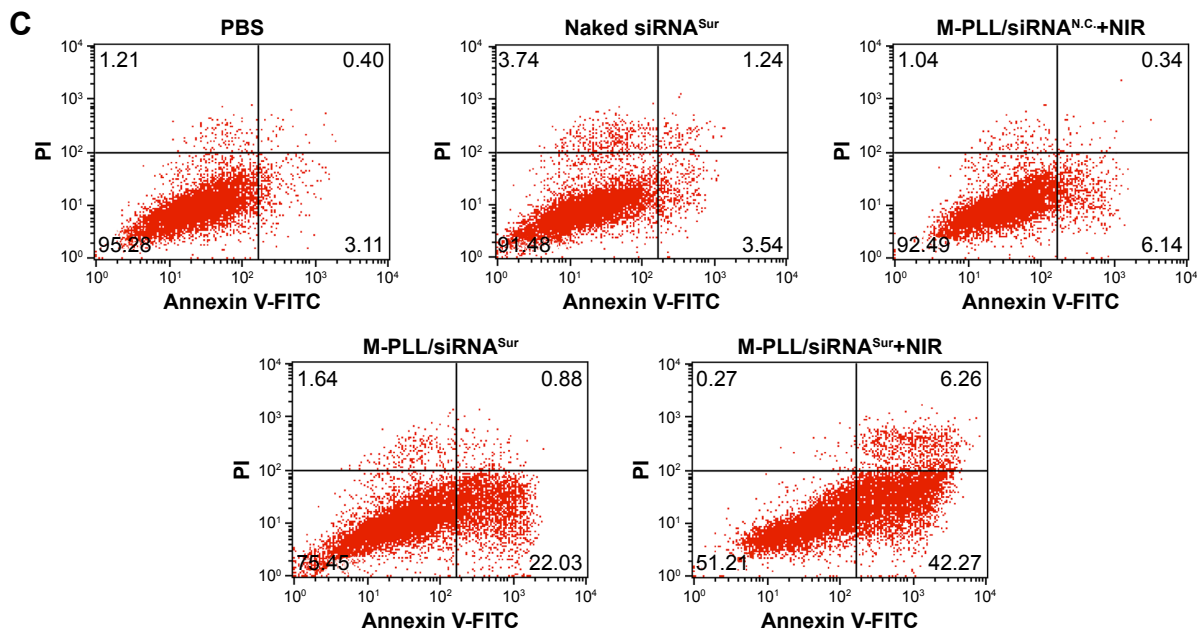 C
PBS
10⁴
10³
10²
10¹
10⁰
PI
1.21
0.40
95.28
3.11
10⁰ 10¹ 10² 10³ 10⁴
Annexin V-FITC
Naked siRNAˢᵘʳ
10⁴
10³
10²
10¹
10⁰
PI
3.74
1.24
91.48
3.54
10⁰ 10¹ 10² 10³ 10⁴
Annexin V-FITC
M-PLL/siRNAᴺ·ᶜ·+NIR
10⁴
10³
10²
10¹
10⁰
PI
1.04
0.34
92.49
6.14
10⁰ 10¹ 10² 10³ 10⁴
Annexin V-FITC
M-PLL/siRNAˢᵘʳ
10⁴
10³
10²
10¹
10⁰
PI
1.64
0.88
75.45
22.03
10⁰ 10¹ 10² 10³ 10⁴
Annexin V-FITC
M-PLL/siRNAˢᵘʳ+NIR
10⁴
10³
10²
10¹
10⁰
PI
0.27
6.26
51.21
42.27
10⁰ 10¹ 10² 10³ 10⁴
Annexin V-FITC